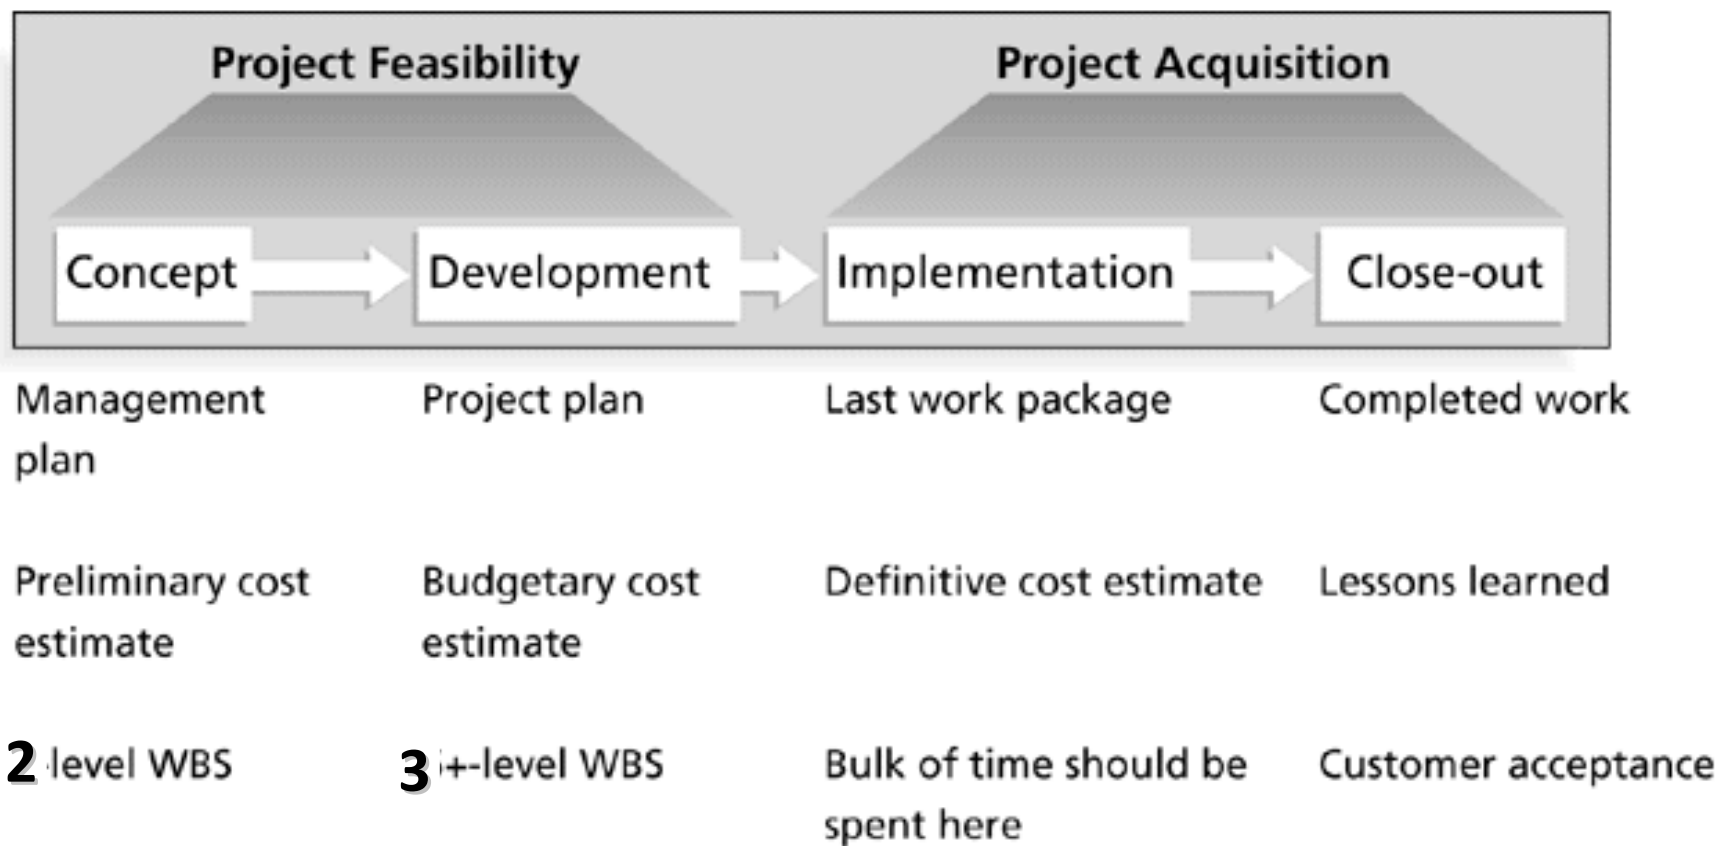 Project Feasibility
Project Acquisition
Concept
Development
Implementation
Close-out
Management
plan
Project plan
Last work package
Completed work
Preliminary cost
estimate
Budgetary cost
estimate
Definitive cost estimate
Lessons learned
2 level WBS
3 +-level WBS
Bulk of time should be
spent here
Customer acceptance